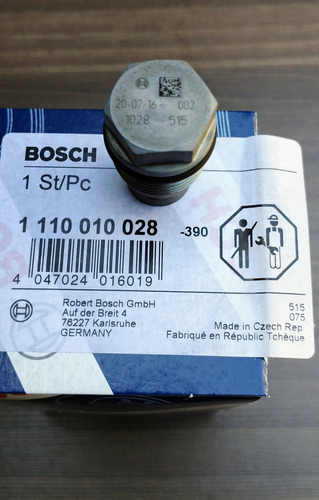 20-07-16 002
1028 515
BOSCH
1 St/Pc
1 110 010 028 -390
4 047024 016019
Robert Bosch GmbH
Auf der Breit 4
76227 Karlsruhe
GERMANY
515
075
Made in Czech Rep.
Fabriqué en République Tchèque